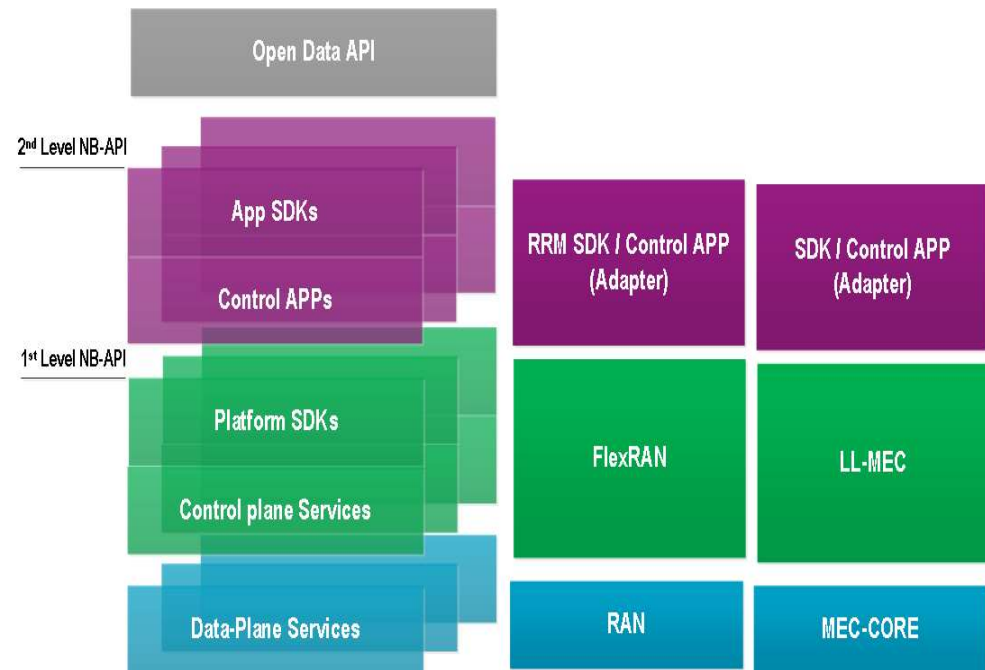 Open Data API
2nd Level NB-API
App SDKs
Control APPs
RRM SDK / Control APP
(Adapter)
SDK / Control APP
(Adapter)
1st Level NB-API
Platform SDKs
Control plane Services
FlexRAN
LL-MEC
Data-Plane Services
RAN
MEC-CORE